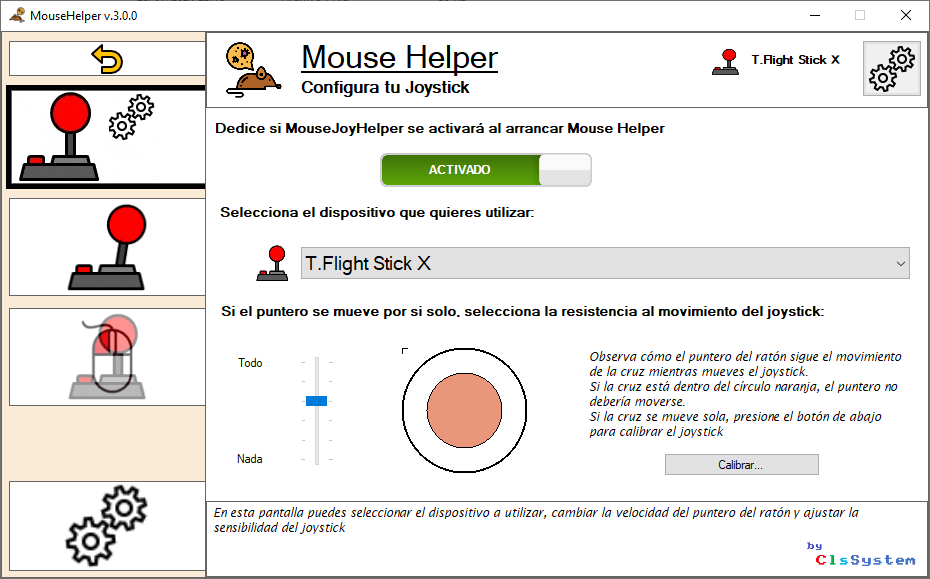 MouseHelper v.3.0.0
Mouse Helper
Configura tu Joystick
T.Flight Stick X
Dedice si MouseJoyHelper se activará al arrancar Mouse Helper
ACTIVADO
Selecciona el dispositivo que quieres utilizar:
T.Flight Stick X
Si el puntero se mueve por si solo, selecciona la resistencia al movimiento del joystick:
Todo
Nada
Observa cómo el puntero del ratón sigue el movimiento
de la cruz mientras mueves el joystick.
Si la cruz está dentro del círculo naranja, el puntero no
debería moverse.
Si la cruz se mueve sola, presione el botón de abajo
para calibrar el joystick
Calibrar...
En esta pantalla puedes seleccionar el dispositivo a utilizar, cambiar la velocidad del puntero del ratón y ajustar la
sensibilidad del joystick
by
ClsSystem